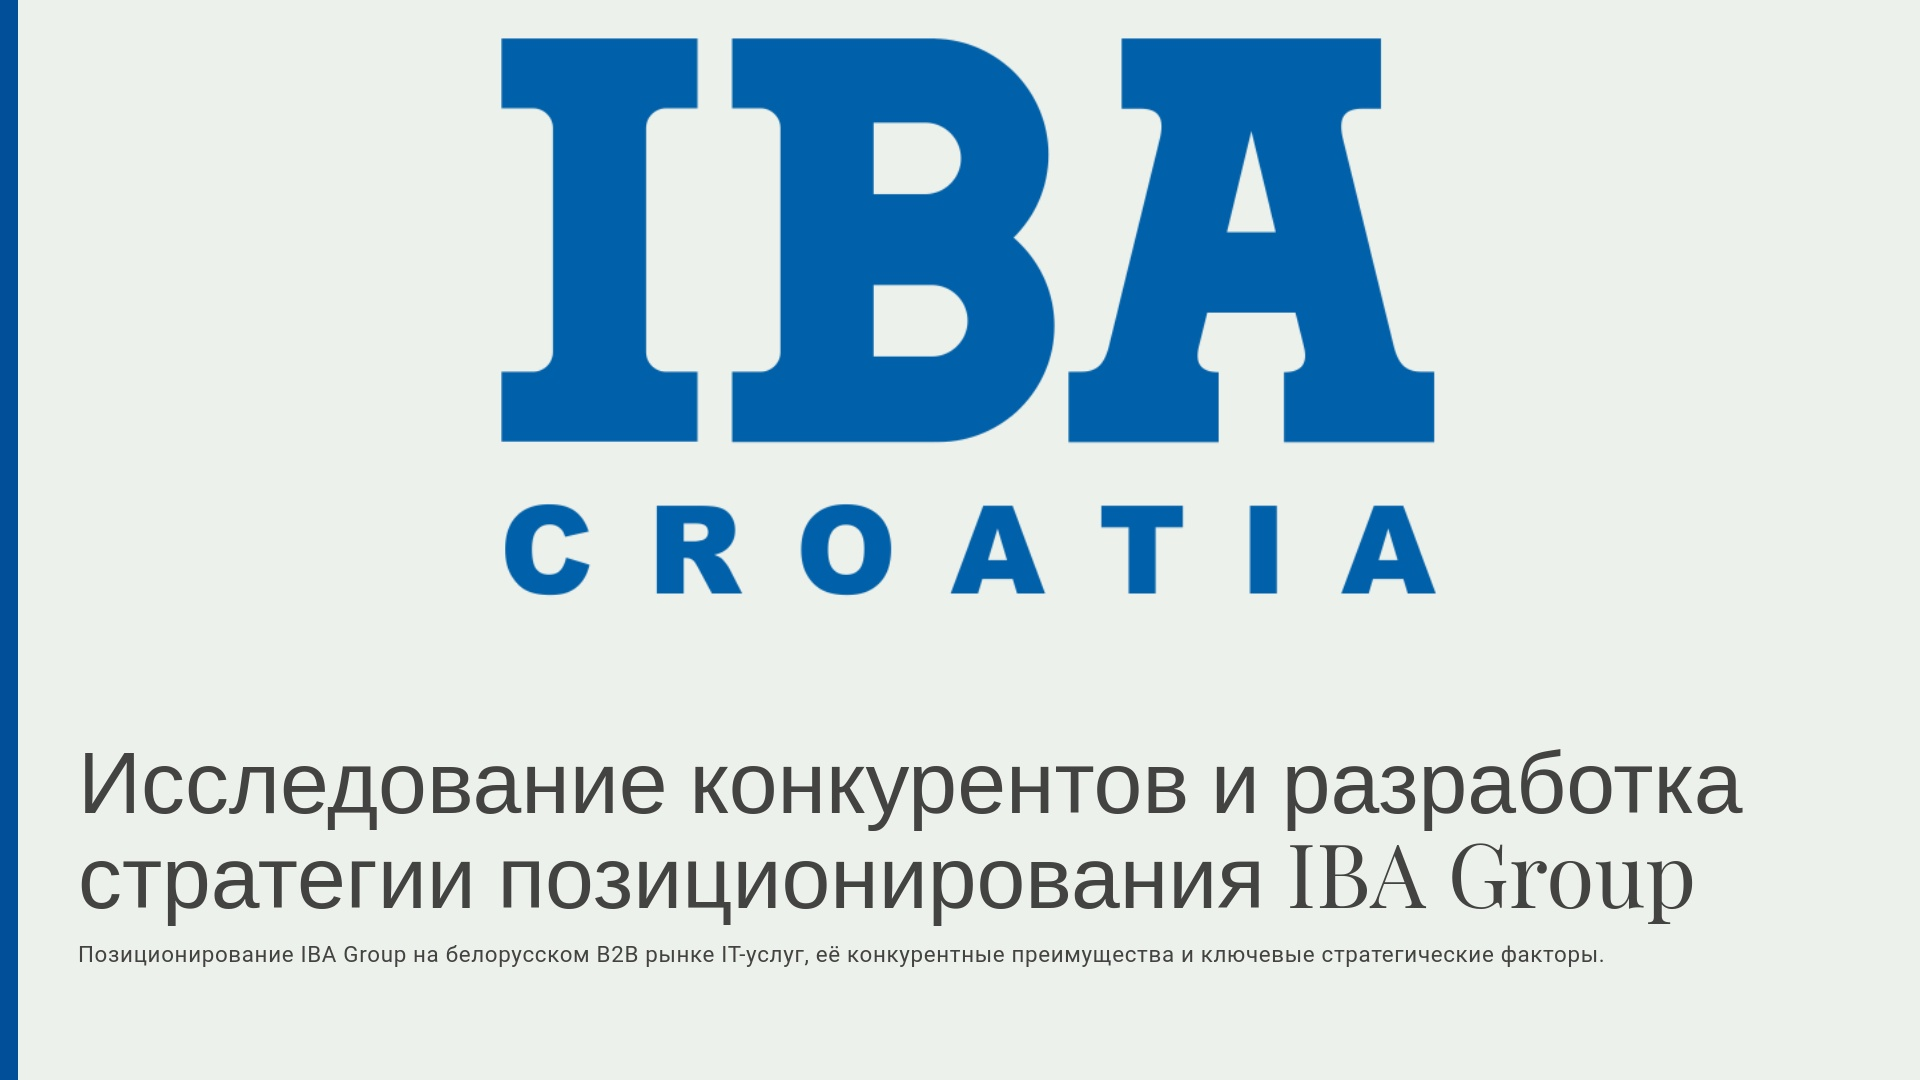 IBA
CROATIA
Исследование конкурентов и разработка
стратегии позиционирования IBA Group
Позиционирование IBA Group на белорусском B2B рынке IT-услуг, её конкурентные преимущества и ключевые стратегические факторы.